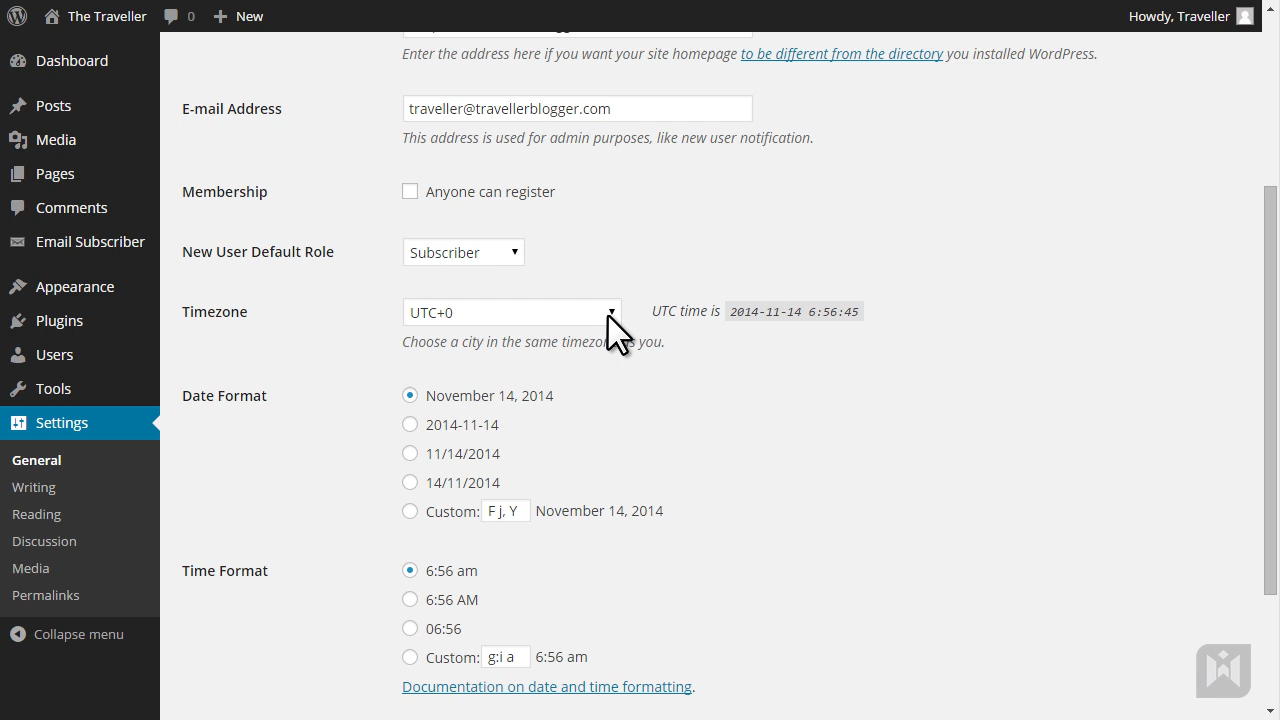 The Traveller
0
New
Howdy, Traveller
Dashboard
Posts
Media
Pages
Comments
Email Subscriber
Appearance
Plugins
Users
Tools
Settings
General
Writing
Reading
Discussion
Media
Permalinks
Collapse menu
Enter the address here if you want your site homepage to be different from the directory you installed WordPress.
E-mail Address
traveller@travellerblogger.com
This address is used for admin purposes, like new user notification.
Membership
Anyone can register
New User Default Role
Subscriber
Timezone
UTC+0
UTC time is 2014-11-14 6:56:45
Choose a city in the same timezone as you.
Date Format
November 14, 2014
2014-11-14
11/14/2014
14/11/2014
Custom: F j, Y November 14, 2014
Time Format
6:56 am
6:56 AM
06:56
Custom: g:i a 6:56 am
Documentation on date and time formatting.